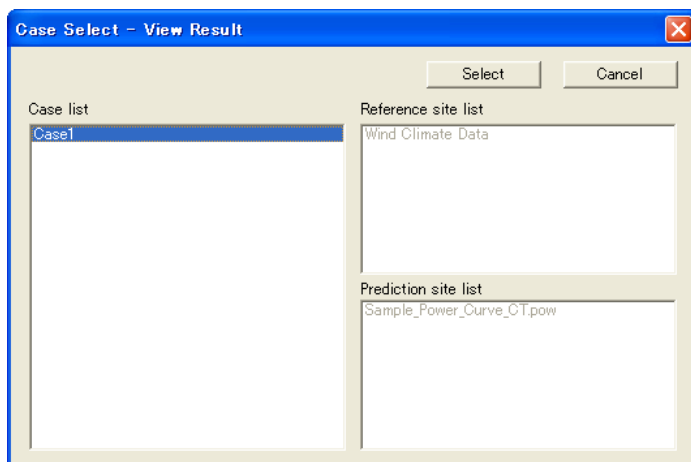 Case Select - View Result
Select
Cancel
Case list
Case1
Reference site list
Wind Climate Data
Prediction site list
Sample_Power_Curve_CT.pow